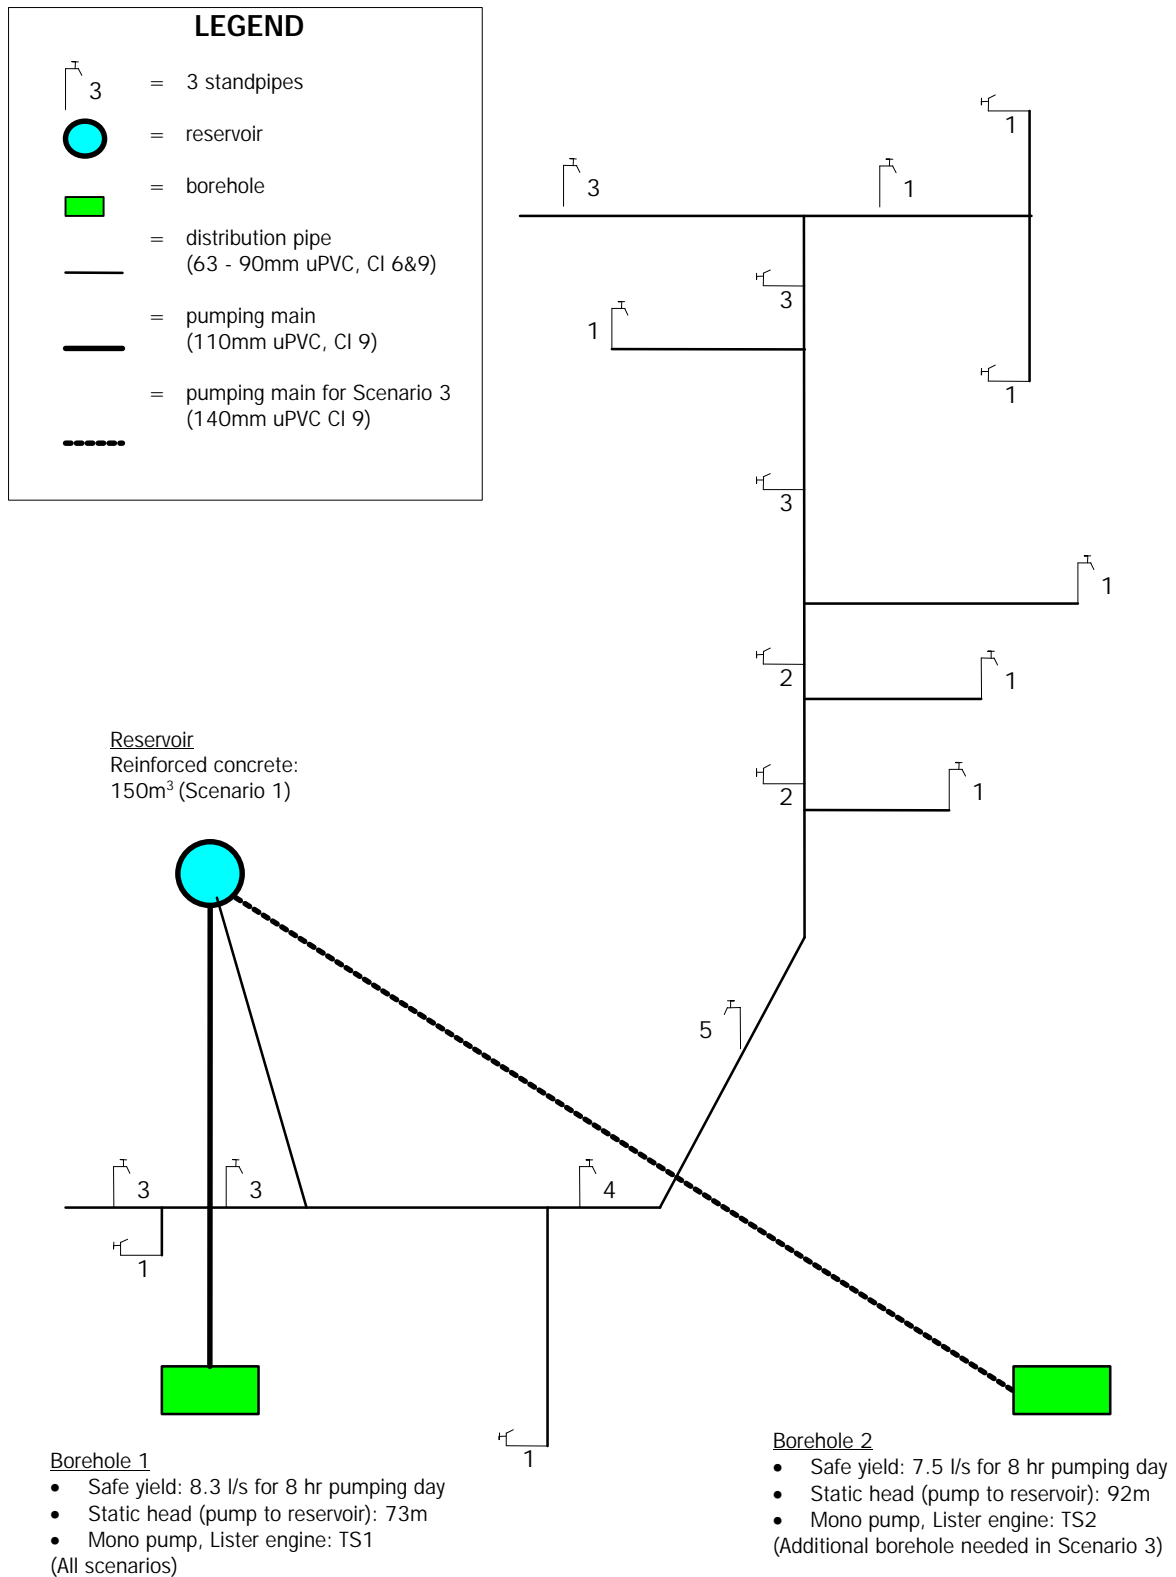 LEGEND
3
= 3 standpipes
= reservoir
= borehole
= distribution pipe
(63 - 90mm uPVC, Cl 6&9)
= pumping main
(110mm uPVC, Cl 9)
= pumping main for Scenario 3
(140mm uPVC Cl 9)
1
3
1
3
1
1
3
1
2
1
2
1
Reservoir
Reinforced concrete:
150m³ (Scenario 1)
5
3
3
4
1
1
Borehole 1
• Safe yield: 8.3 l/s for 8 hr pumping day
• Static head (pump to reservoir): 73m
• Mono pump, Lister engine: TS1
(All scenarios)
Borehole 2
• Safe yield: 7.5 l/s for 8 hr pumping day
• Static head (pump to reservoir): 92m
• Mono pump, Lister engine: TS2
(Additional borehole needed in Scenario 3)